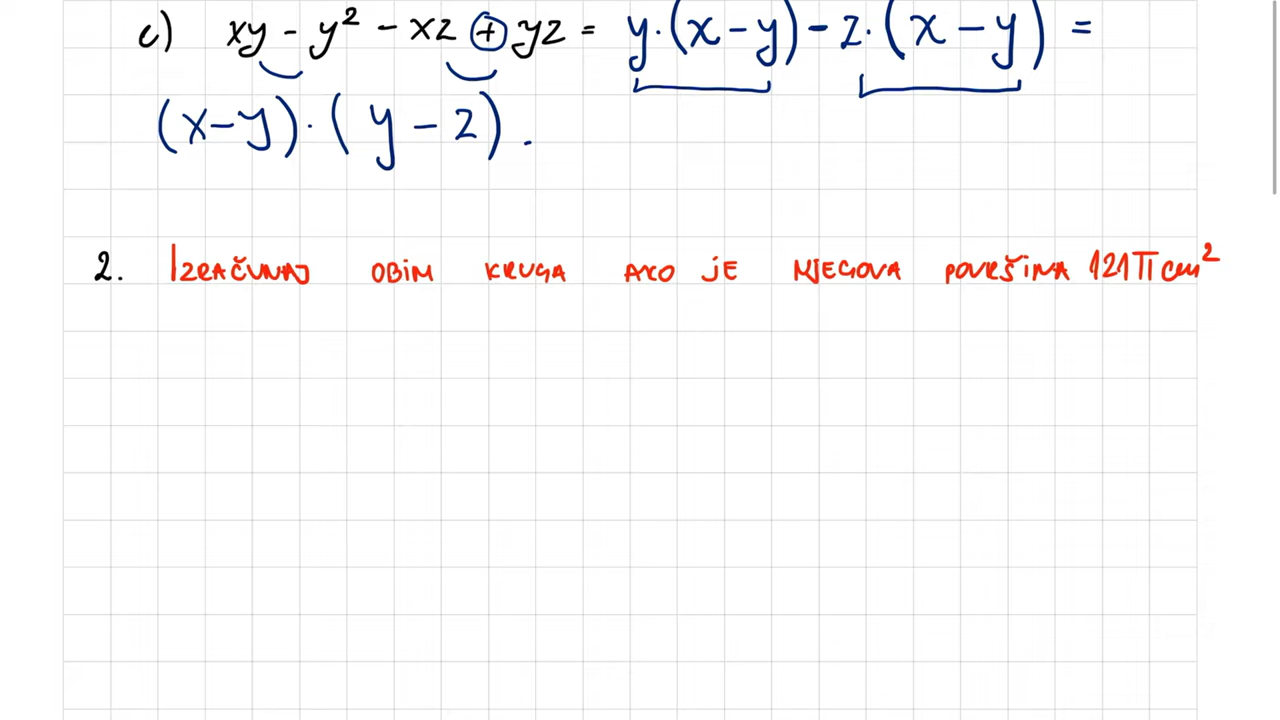 c) xy - y² - xz + yz = y·(x-y) - z·(x-y) =
(x-y)·(y-z).
2. IZRAČUNAJ OBIM KRUGA AKO JE NJEGOVA POVRŠINA 121π cm²